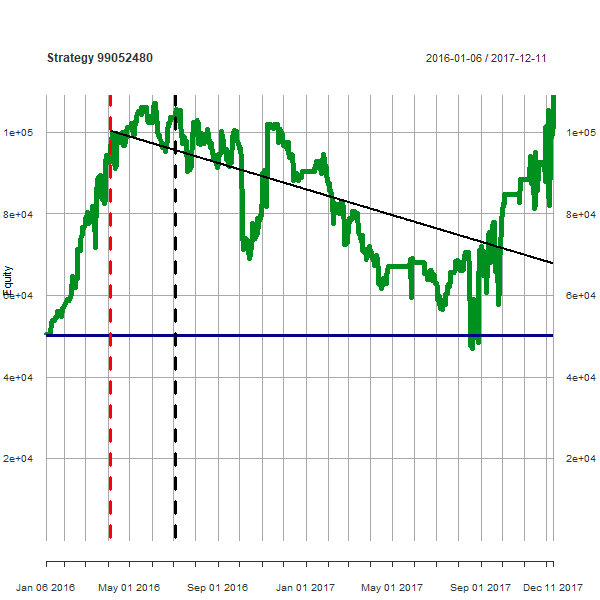 Strategy 99052480
2016-01-06 / 2017-12-11
1e+05
1e+05
8e+04
8e+04
Equity
6e+04
6e+04
4e+04
4e+04
2e+04
2e+04
Jan 06 2016
May 01 2016
Sep 01 2016
Jan 01 2017
May 01 2017
Sep 01 2017
Dec 11 2017